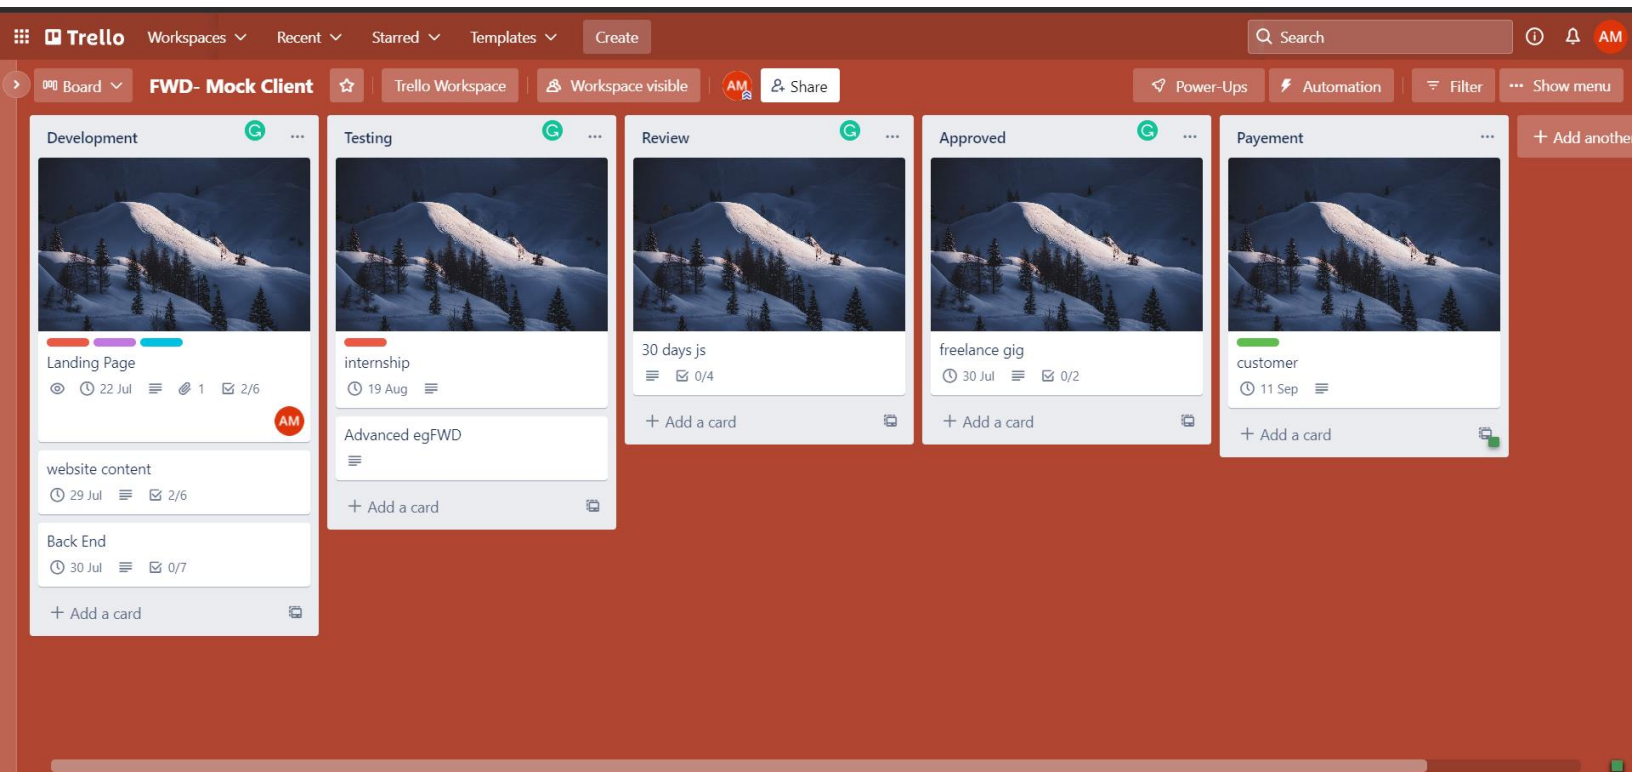 Trello Workspaces Recent Starred Templates Create Search AM
Board FWD- Mock Client Trello Workspace Workspace visible AM Share Power-Ups Automation Filter Show menu
Development
Landing Page
22 Jul 1 2/6
AM
website content
29 Jul 2/6
Back End
30 Jul 0/7
+ Add a card
Testing
internship
19 Aug
Advanced egFWD
+ Add a card
Review
30 days js
0/4
+ Add a card
Approved
freelance gig
30 Jul 0/2
+ Add a card
Payement
customer
11 Sep
+ Add a card
+ Add another